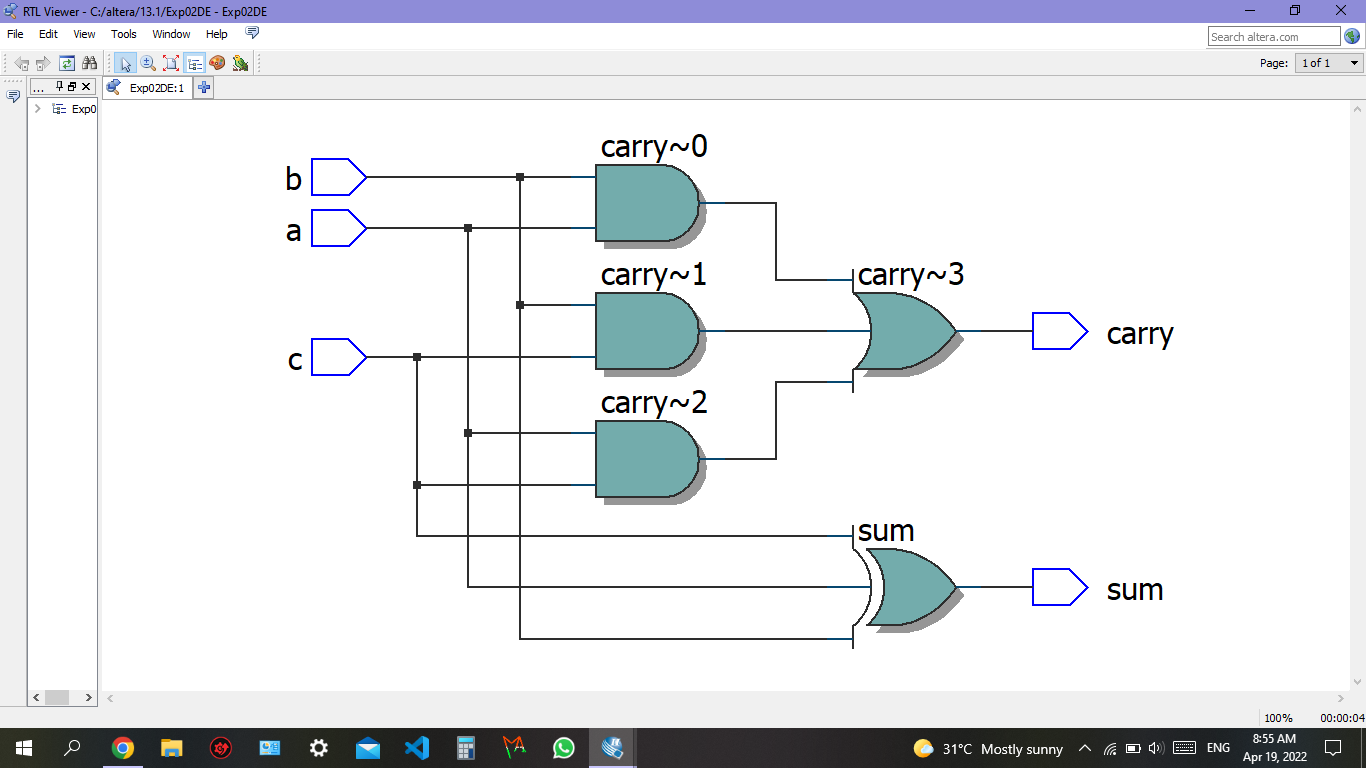 RTL Viewer - C:/altera/13.1/Exp02DE - Exp02DE
File Edit View Tools Window Help
Search altera.com
Page: 1 of 1
... Exp02DE:1
Exp0
carry~0
b
a
carry~1
carry~3
carry
c
carry~2
sum
sum
100% 00:00:04
31°C Mostly sunny ENG 8:55 AM
Apr 19, 2022